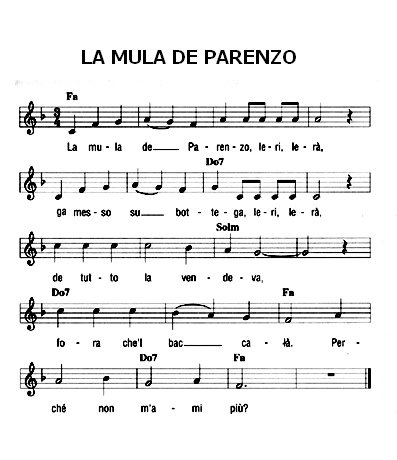 LA MULA DE PARENZO
Fa
3 4
La mu - la de Pa - ren - zo, le - ri, le - rà,
Do7
ga mes - so su bot - te - ga, le - ri, le - rà,
Solm
de tut - to la ven - de - va,
Do7 Fa
fo - ra che'l bac - ca - là. Per -
Do7 Fa
ché non m'a - mi più?